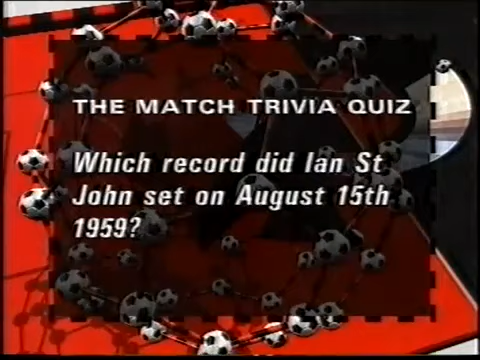 THE MATCH TRIVIA QUIZ
Which record did Ian St
John set on August 15th
1959?